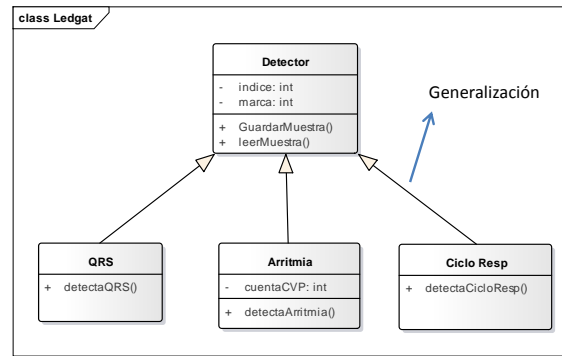 class Ledgat
Detector
- indice: int
- marca: int
+ GuardarMuestra()
+ leerMuestra()
Generalización
QRS
+ detectaQRS()
Arritmia
- cuentaCVP: int
+ detectaArritmia()
Ciclo Resp
+ detectaCicloResp()